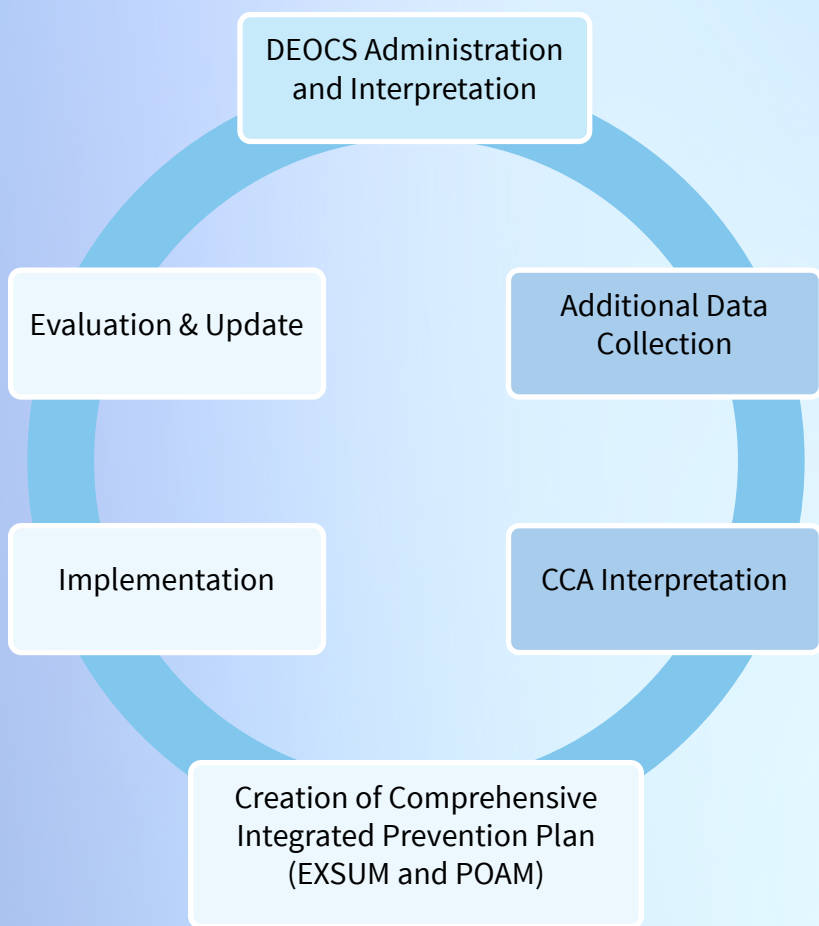 DEOCS Administration
and Interpretation
Additional Data
Collection
CCA Interpretation
Creation of Comprehensive
Integrated Prevention Plan
(EXSUM and POAM)
Implementation
Evaluation & Update